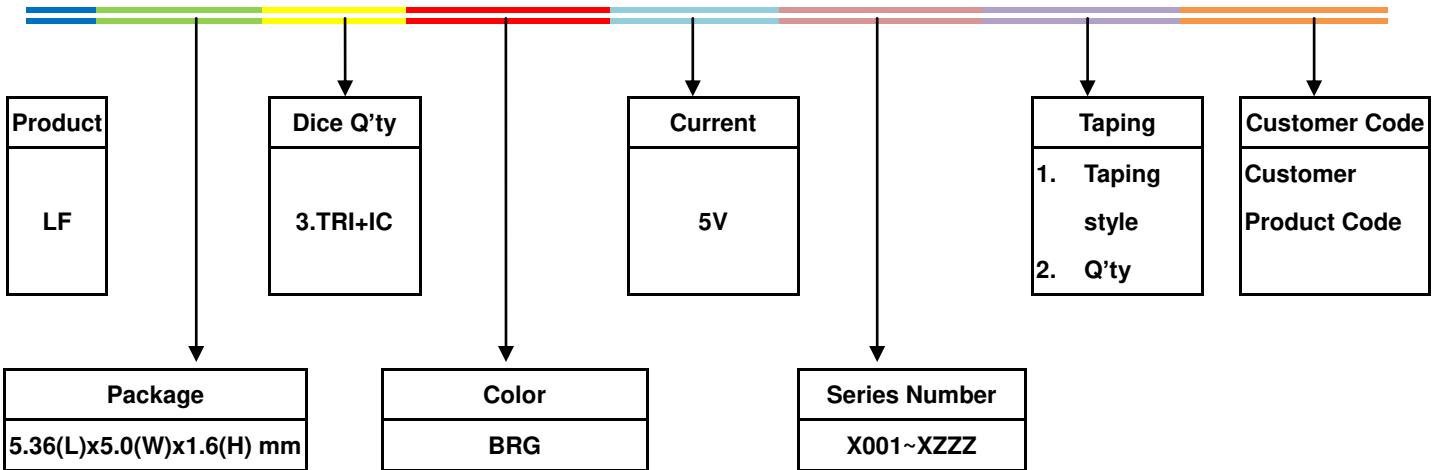 Product
LF
Dice Q'ty
3.TRI+IC
Current
5V
Taping
1. Taping
style
2. Q'ty
Customer Code
Customer
Product Code
Package
5.36(L)x5.0(W)x1.6(H) mm
Color
BRG
Series Number
X001~XZZZ